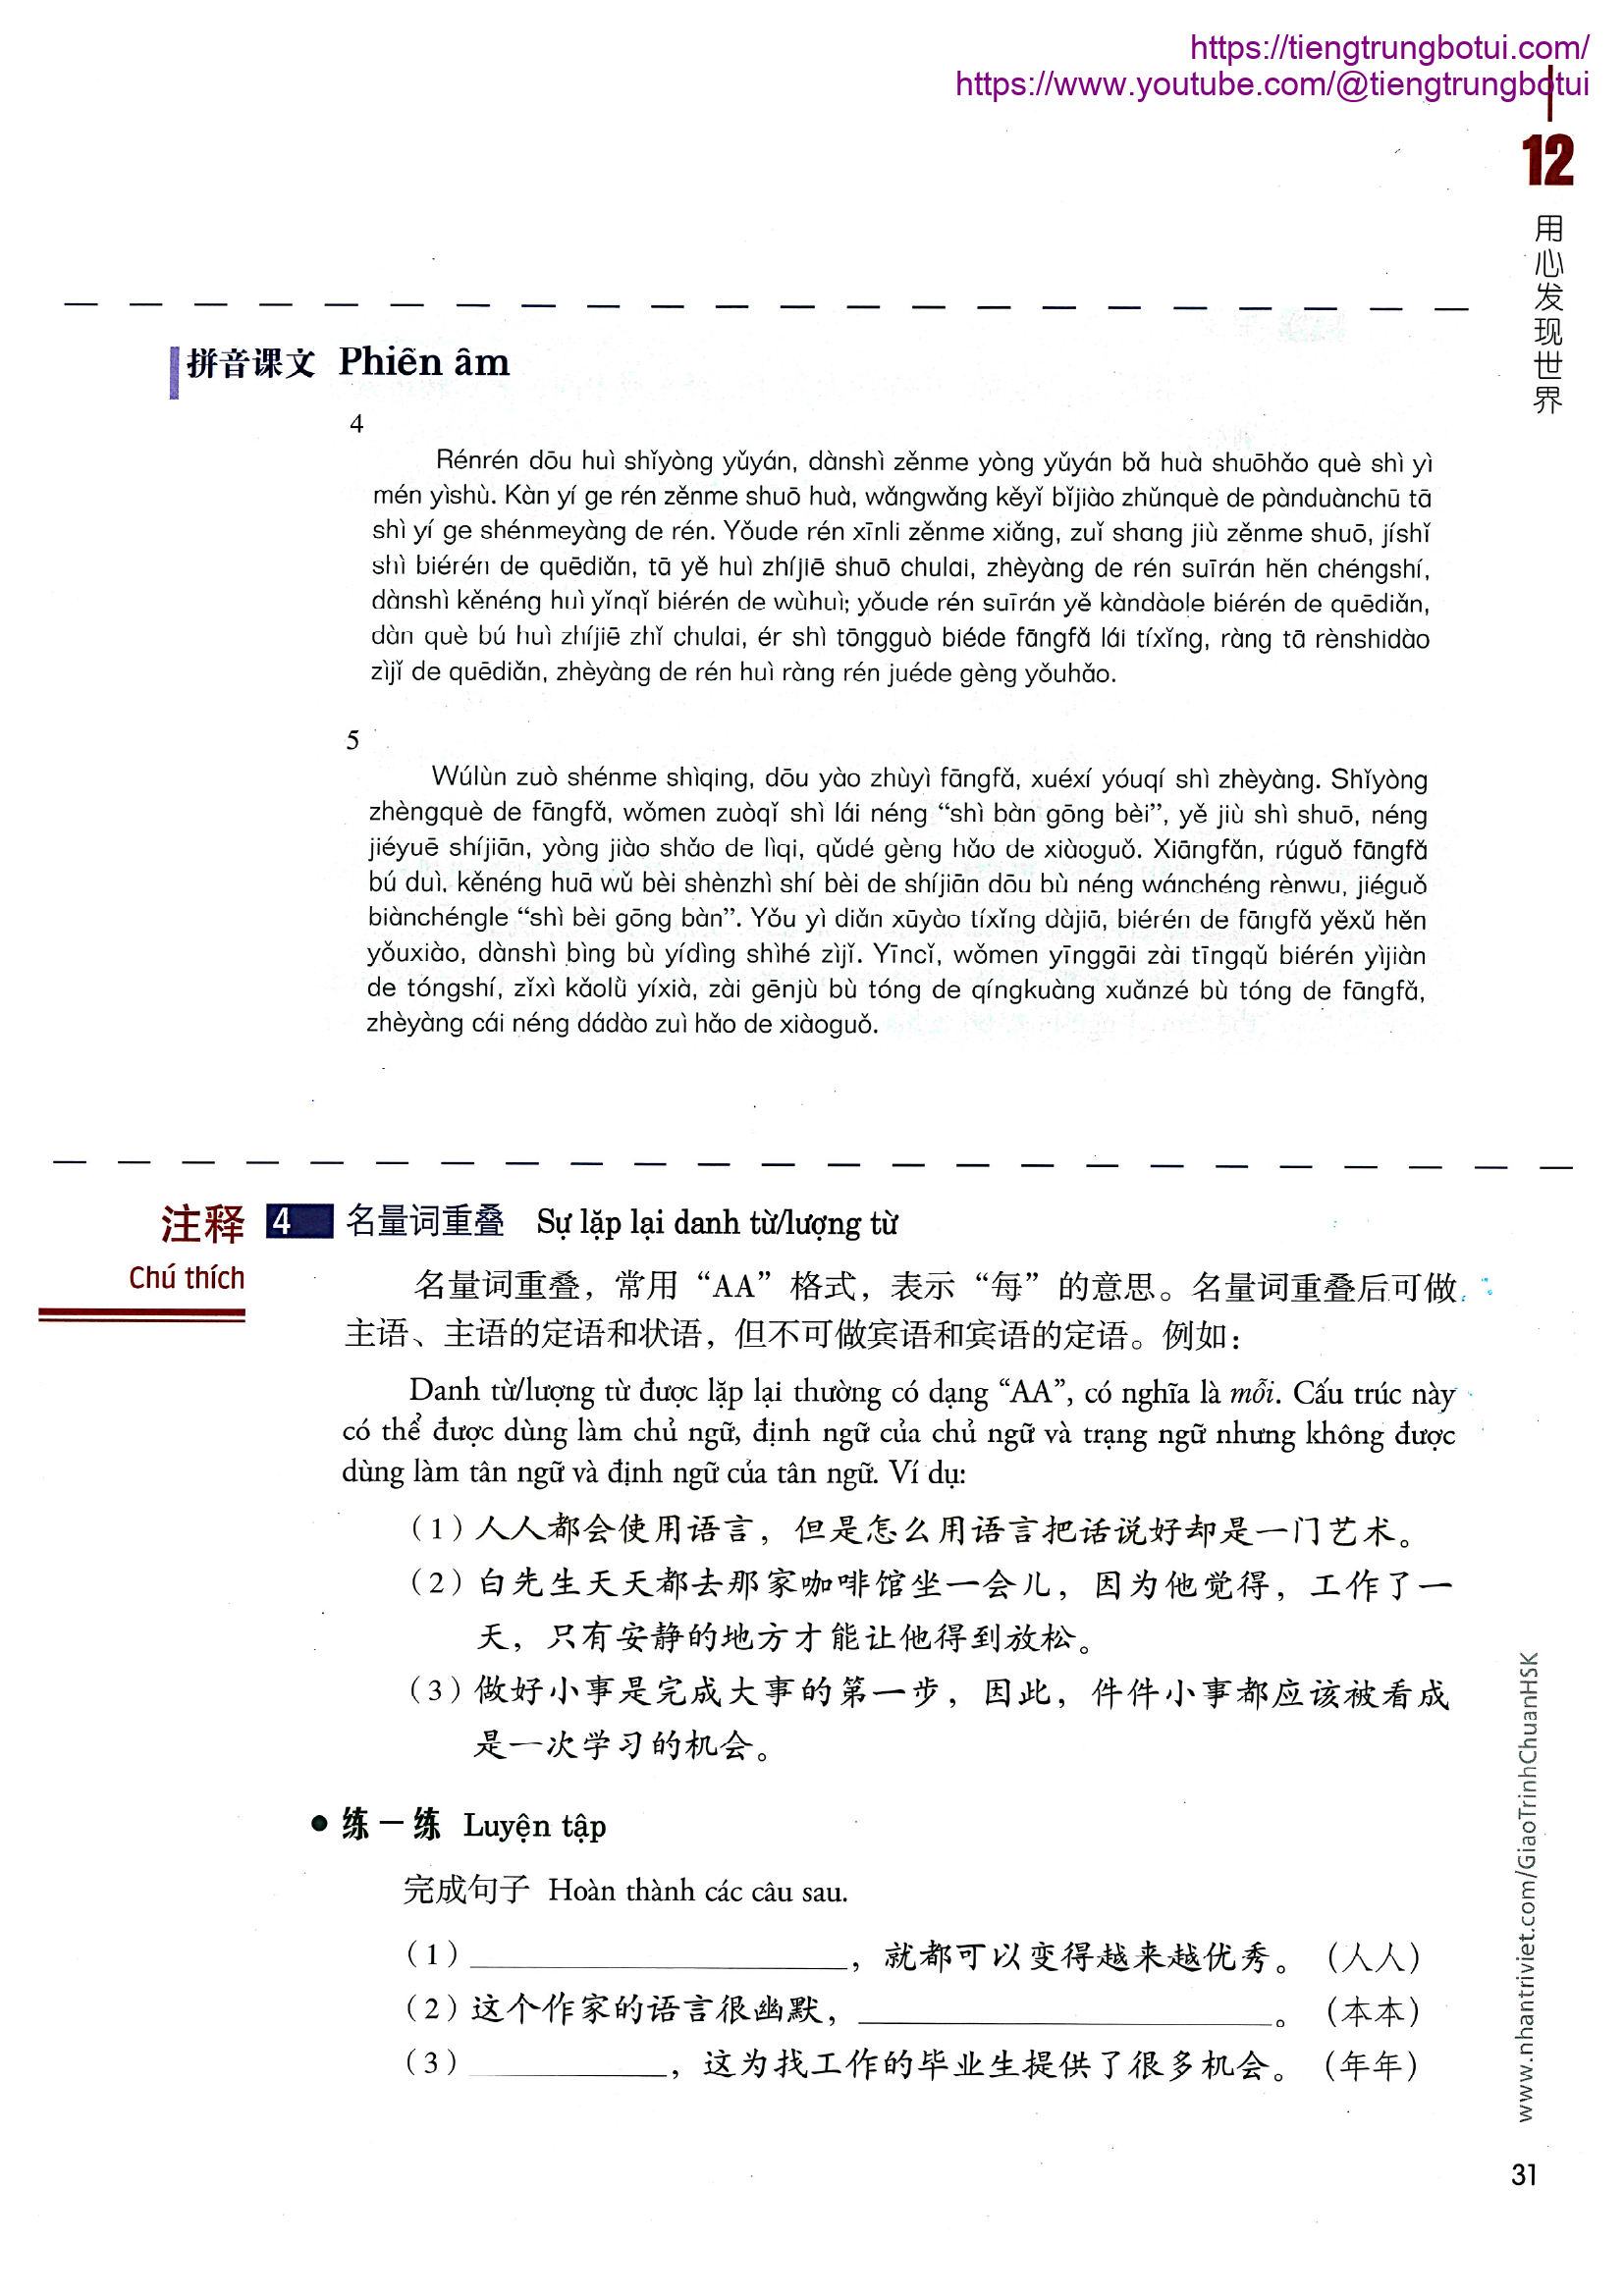 https://tiengtrungbotui.com/
https://www.youtube.com/@tiengtrungbotui
12
用心发现世界
拼音课文 Phiên âm
4
Rénrén dōu huì shǐyòng yǔyán, dànshì zěnme yòng yǔyán bǎ huà shuōhǎo què shì yì
mén yìshù. Kàn yí ge rén zěnme shuō huà, wǎngwǎng kěyǐ bǐjiào zhǔnquè de pànduànchū tā
shì yí ge shénmeyàng de rén. Yǒude rén xīnli zěnme xiǎng, zuǐ shang jiù zěnme shuō, jíshǐ
shì biérén de quēdiǎn, tā yě huì zhíjiē shuō chulai, zhèyàng de rén suīrán hěn chéngshí,
dànshì kěnéng huì yǐnqǐ biérén de wùhuì; yǒude rén suīrán yě kàndàole biérén de quēdiǎn,
dàn què bú huì zhíjiē zhǐ chulai, ér shì tōngguò biéde fāngfǎ lái tíxǐng, ràng tā rènshidào
zìjǐ de quēdiǎn, zhèyàng de rén huì ràng rén juéde gèng yǒuhǎo.
5
Wúlùn zuò shénme shìqing, dōu yào zhùyì fāngfǎ, xuéxí yóuqí shì zhèyàng. Shǐyòng
zhèngquè de fāngfǎ, wǒmen zuòqǐ shì lái néng “shì bàn gōng bèi”, yě jiù shì shuō, néng
jiéyuē shíjiān, yòng jiào shǎo de lìqi, qǔdé gèng hǎo de xiàoguǒ. Xiāngfǎn, rúguǒ fāngfǎ
bú duì, kěnéng huā wǔ bèi shènzhì shí bèi de shíjiān dōu bù néng wánchéng rènwu, jiéguǒ
biànchéngle “shì bèi gōng bàn”. Yǒu yì diǎn xūyào tíxǐng dàjiā, biérén de fāngfǎ yěxǔ hěn
yǒuxiào, dànshì bìng bù yídìng shìhé zìjǐ. Yīncǐ, wǒmen yīnggāi zài tīngqǔ biérén yìjiàn
de tóngshí, zǐxì kǎolǜ yíxià, zài gēnjù bù tóng de qíngkuàng xuǎnzé bù tóng de fāngfǎ,
zhèyàng cái néng dádào zuì hǎo de xiàoguǒ.
注释 4 名量词重叠 Sự lặp lại danh từ/lượng từ
Chú thích
名量词重叠，常用“AA”格式，表示“每”的意思。名量词重叠后可做
主语、主语的定语和状语，但不可做宾语和宾语的定语。例如：
Danh từ/lượng từ được lặp lại thường có dạng “AA”, có nghĩa là mỗi. Cấu trúc này
có thể được dùng làm chủ ngữ, định ngữ của chủ ngữ và trạng ngữ nhưng không được
dùng làm tân ngữ và định ngữ của tân ngữ. Ví dụ:
（1）人人都会使用语言，但是怎么用语言把话说好却是一门艺术。
（2）白先生天天都去那家咖啡馆坐一会儿，因为他觉得，工作了一
天，只有安静的地方才能让他得到放松。
（3）做好小事是完成大事的第一步，因此，件件小事都应该被看成
是一次学习的机会。
● 练一练 Luyện tập
完成句子 Hoàn thành các câu sau.
（1）____________________，就都可以变得越来越优秀。（人人）
（2）这个作家的语言很幽默，____________________。（本本）
（3）__________，这为找工作的毕业生提供了很多机会。（年年）
www.nhantriviet.com/GiaoTrinhChuanHSK
31